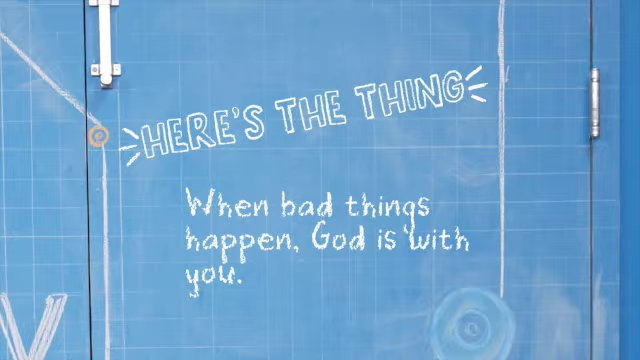 HERE'S THE THING
When bad things
happen, God is with
you.